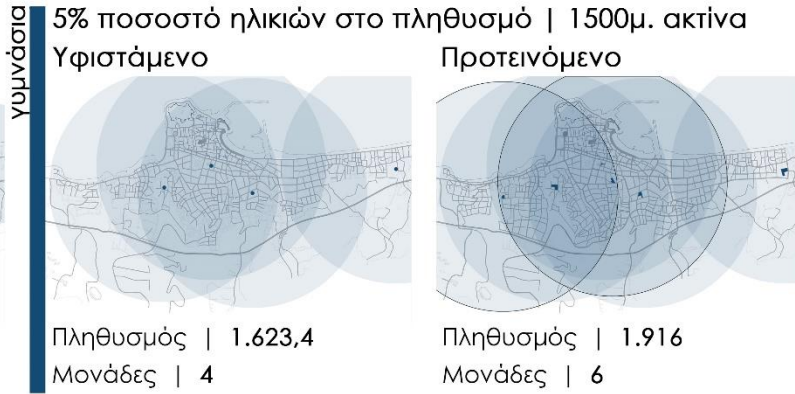 γυμνάσια
5% ποσοστό ηλικιών στο πληθυσμό | 1500μ. ακτίνα
Υφιστάμενο
Προτεινόμενο
Πληθυσμός | 1.623,4
Μονάδες | 4
Πληθυσμός | 1.916
Μονάδες | 6